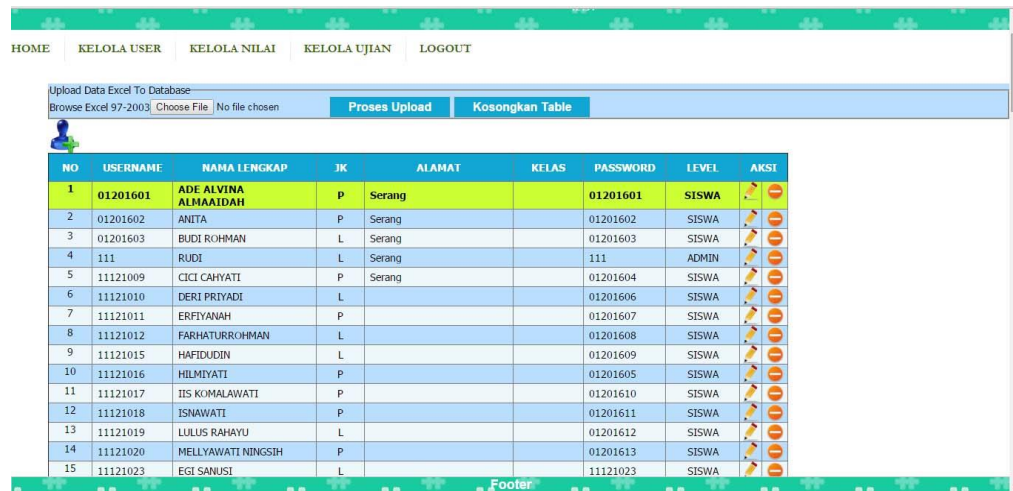 HOME KELOLA USER KELOLA NILAI KELOLA UJIAN LOGOUT
Upload Data Excel To Database
Browse Excel 97-2003 Choose File No file chosen Proses Upload Kosongkan Table
NO USERNAME NAMA LENGKAP JK ALAMAT KELAS PASSWORD LEVEL AKSI
1 01201601 ADE ALVINA ALMAAIDAH P Serang 01201601 SISWA
2 01201602 ANITA P Serang 01201602 SISWA
3 01201603 BUDI ROHMAN L Serang 01201603 SISWA
4 111 RUDI L Serang 111 ADMIN
5 11121009 CICI CAHYATI P Serang 01201604 SISWA
6 11121010 DERI PRIYADI L 01201606 SISWA
7 11121011 ERFIYANAH P 01201607 SISWA
8 11121012 FARHATURROHMAN L 01201608 SISWA
9 11121015 HAFIDUDIN L 01201609 SISWA
10 11121016 HILMIYATI P 01201605 SISWA
11 11121017 IIS KOMALAWATI P 01201610 SISWA
12 11121018 ISNAWATI P 01201611 SISWA
13 11121019 LULUS RAHAYU L 01201612 SISWA
14 11121020 MELLYAWATI NINGSIH P 01201613 SISWA
15 11121023 EGI SANUSI L 11121023 SISWA
Footer